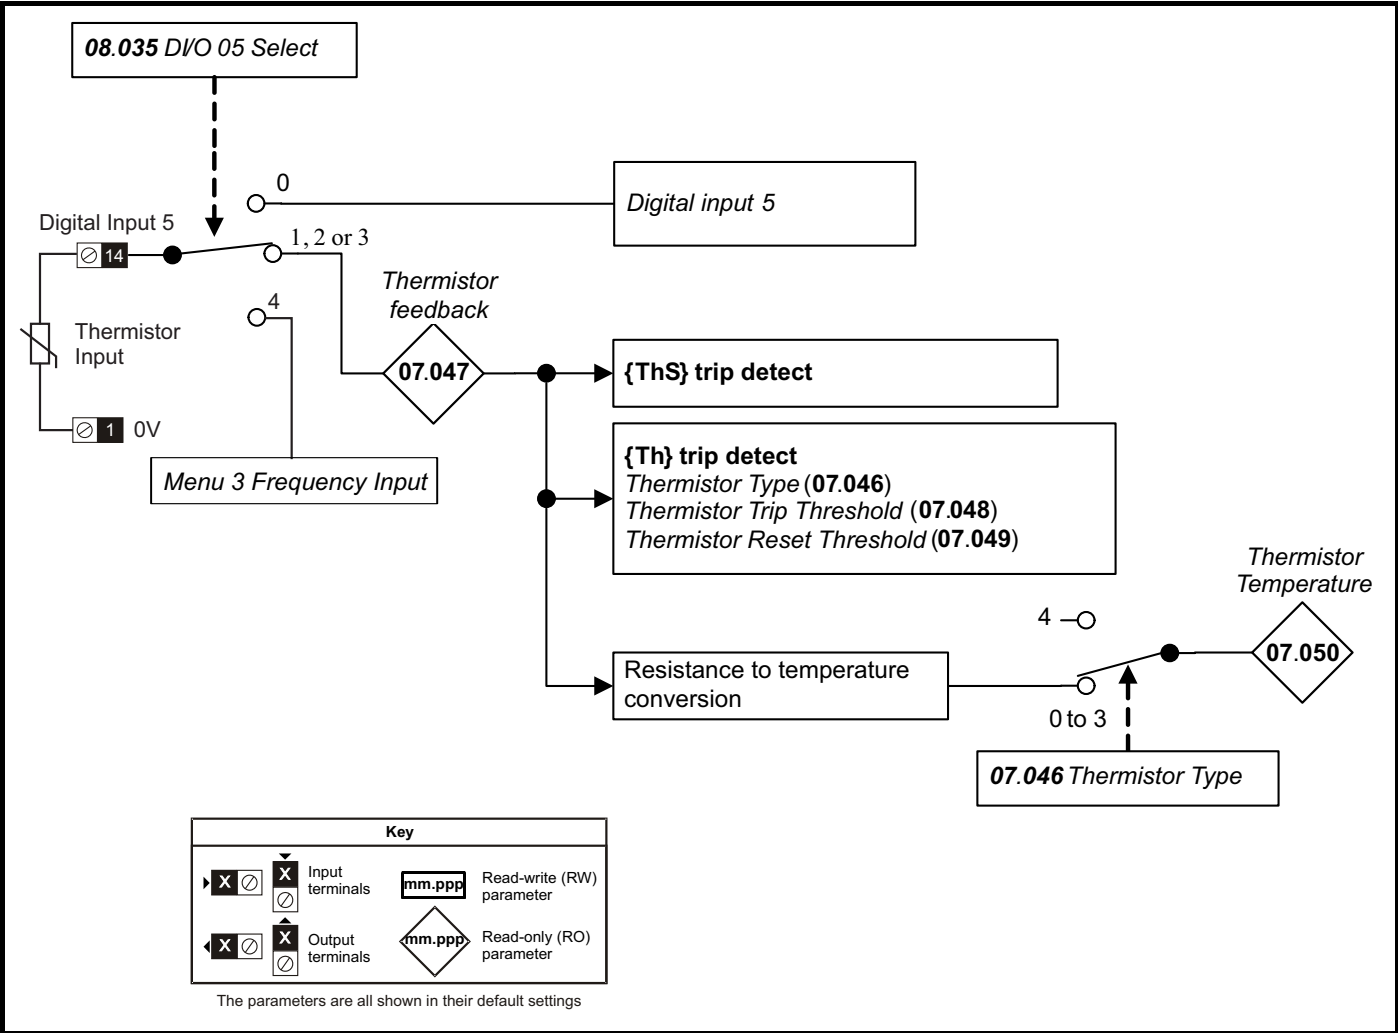 08.035 DI/O 05 Select
0
Digital input 5
Digital Input 5
14
1, 2 or 3
4
Thermistor
Input
1 0V
Menu 3 Frequency Input
Thermistor
feedback
07.047
{ThS} trip detect
{Th} trip detect
Thermistor Type (07.046)
Thermistor Trip Threshold (07.048)
Thermistor Reset Threshold (07.049)
Resistance to temperature
conversion
4
0 to 3
07.046 Thermistor Type
Thermistor
Temperature
07.050
Key
X
X
Input
terminals
mm.ppp
Read-write (RW)
parameter
X
X
Output
terminals
mm.ppp
Read-only (RO)
parameter
The parameters are all shown in their default settings